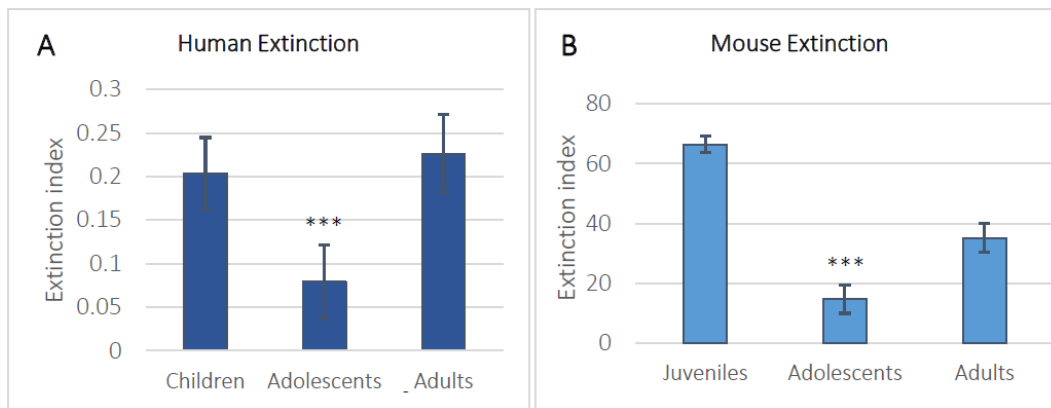 A
Human Extinction
Extinction index
0.3
0.25
0.2
0.15
0.1
0.05
0
***
Children Adolescents _ Adults
B
Mouse Extinction
Extinction index
80
60
40
20
0
***
Juveniles Adolescents Adults